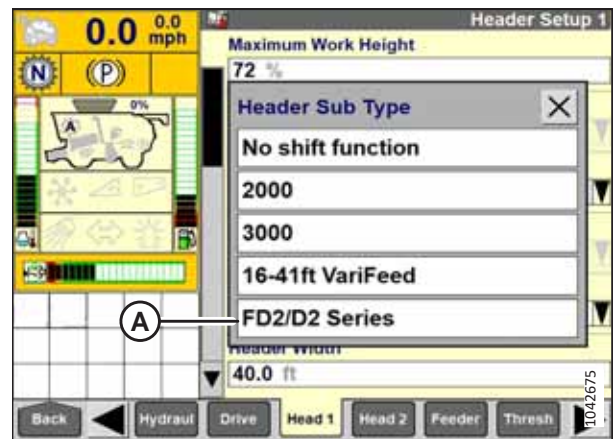 0.0 0.0 mph
Header Setup 1
N (P)
Maximum Work Height
72 %
0%
A
Header Sub Type
No shift function
2000
3000
16-41ft VariFeed
A
FD2/D2 Series
Header Width
40.0 ft
1042675
Back
Hydraul
Drive
Head 1
Head 2
Feeder
Thresh